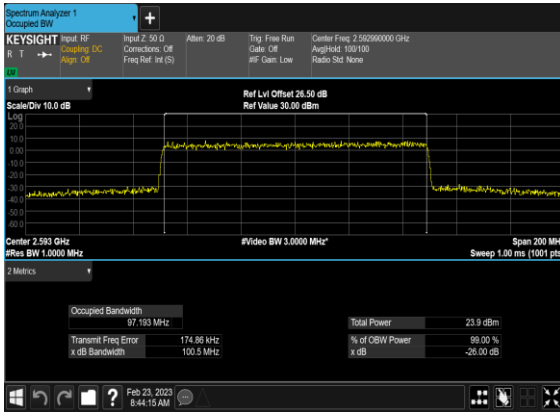 Spectrum Analyzer 1
Occupied BW
+
KEYSIGHT Input: RF Input Z: 50 Ω Atten: 20 dB Trig: Free Run Center Freq: 2.592990000 GHz
R T Coupling: DC Corrections: Off Gate: Off Avg|Hold: 100/100
Align: Off Freq Ref: Int (S) #IF Gain: Low Radio Std: None
LXI
1 Graph
Ref Lvl Offset 26.50 dB
Scale/Div 10.0 dB Ref Value 30.00 dBm
Log
20.0
10.0
0.00
-10.0
-20.0
-30.0
-40.0
-50.0
-60.0
Center 2.593 GHz #Video BW 3.0000 MHz* Span 200 MH
#Res BW 1.0000 MHz Sweep 1.00 ms (1001 pts
2 Metrics
Occupied Bandwidth
97.193 MHz Total Power 23.9 dBm
Transmit Freq Error 174.86 kHz % of OBW Power 99.00 %
x dB Bandwidth 100.5 MHz x dB -26.00 dB
? Feb 23, 2023
8:44:15 AM